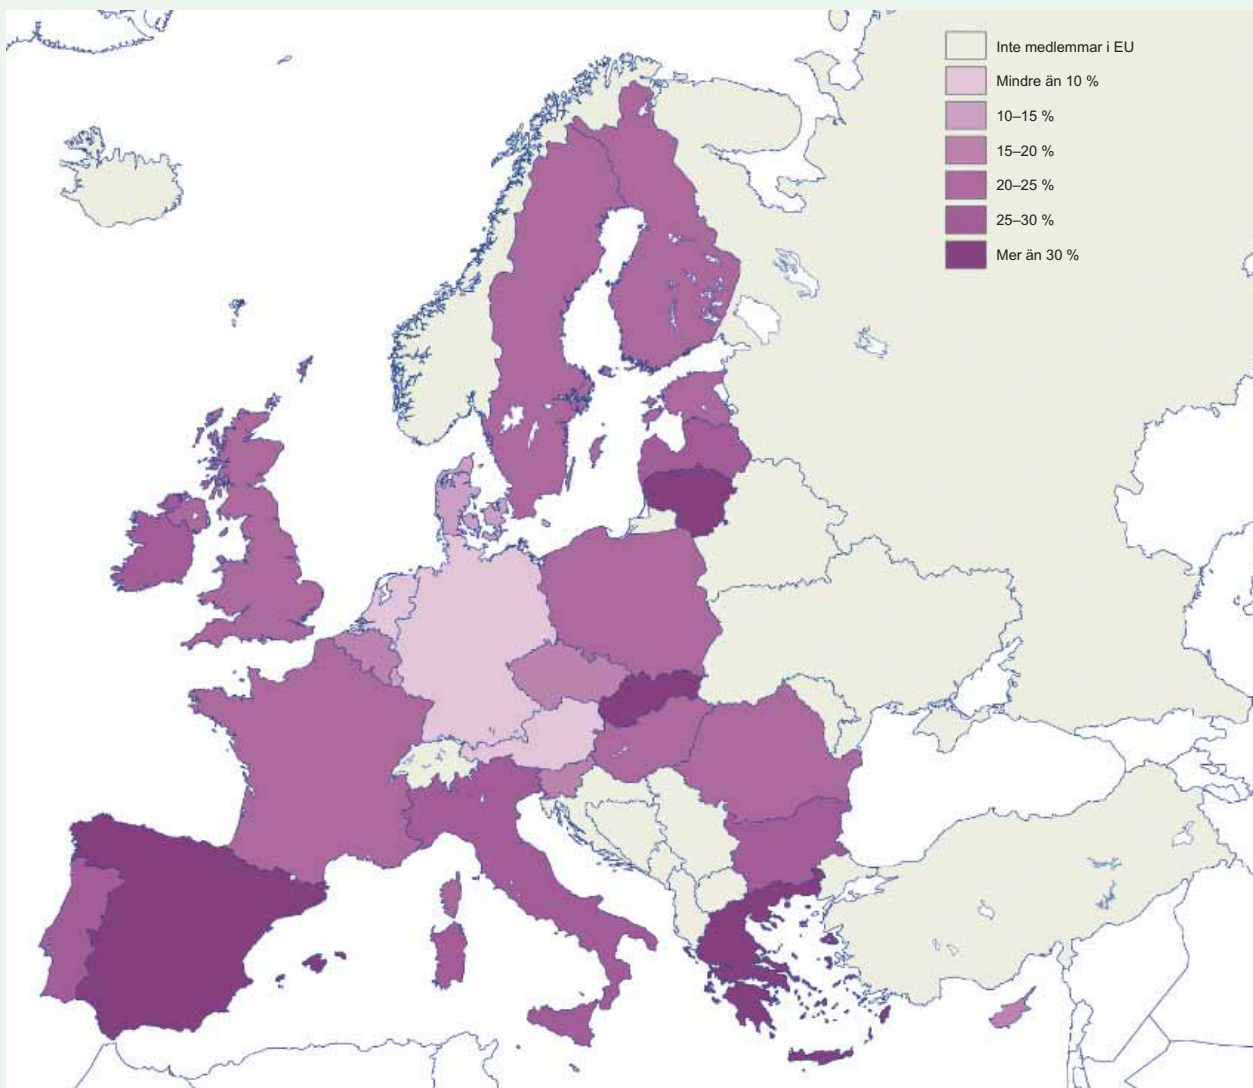 Inte medlemmar i EU
Mindre än 10 %
10–15 %
15–20 %
20–25 %
25–30 %
Mer än 30 %